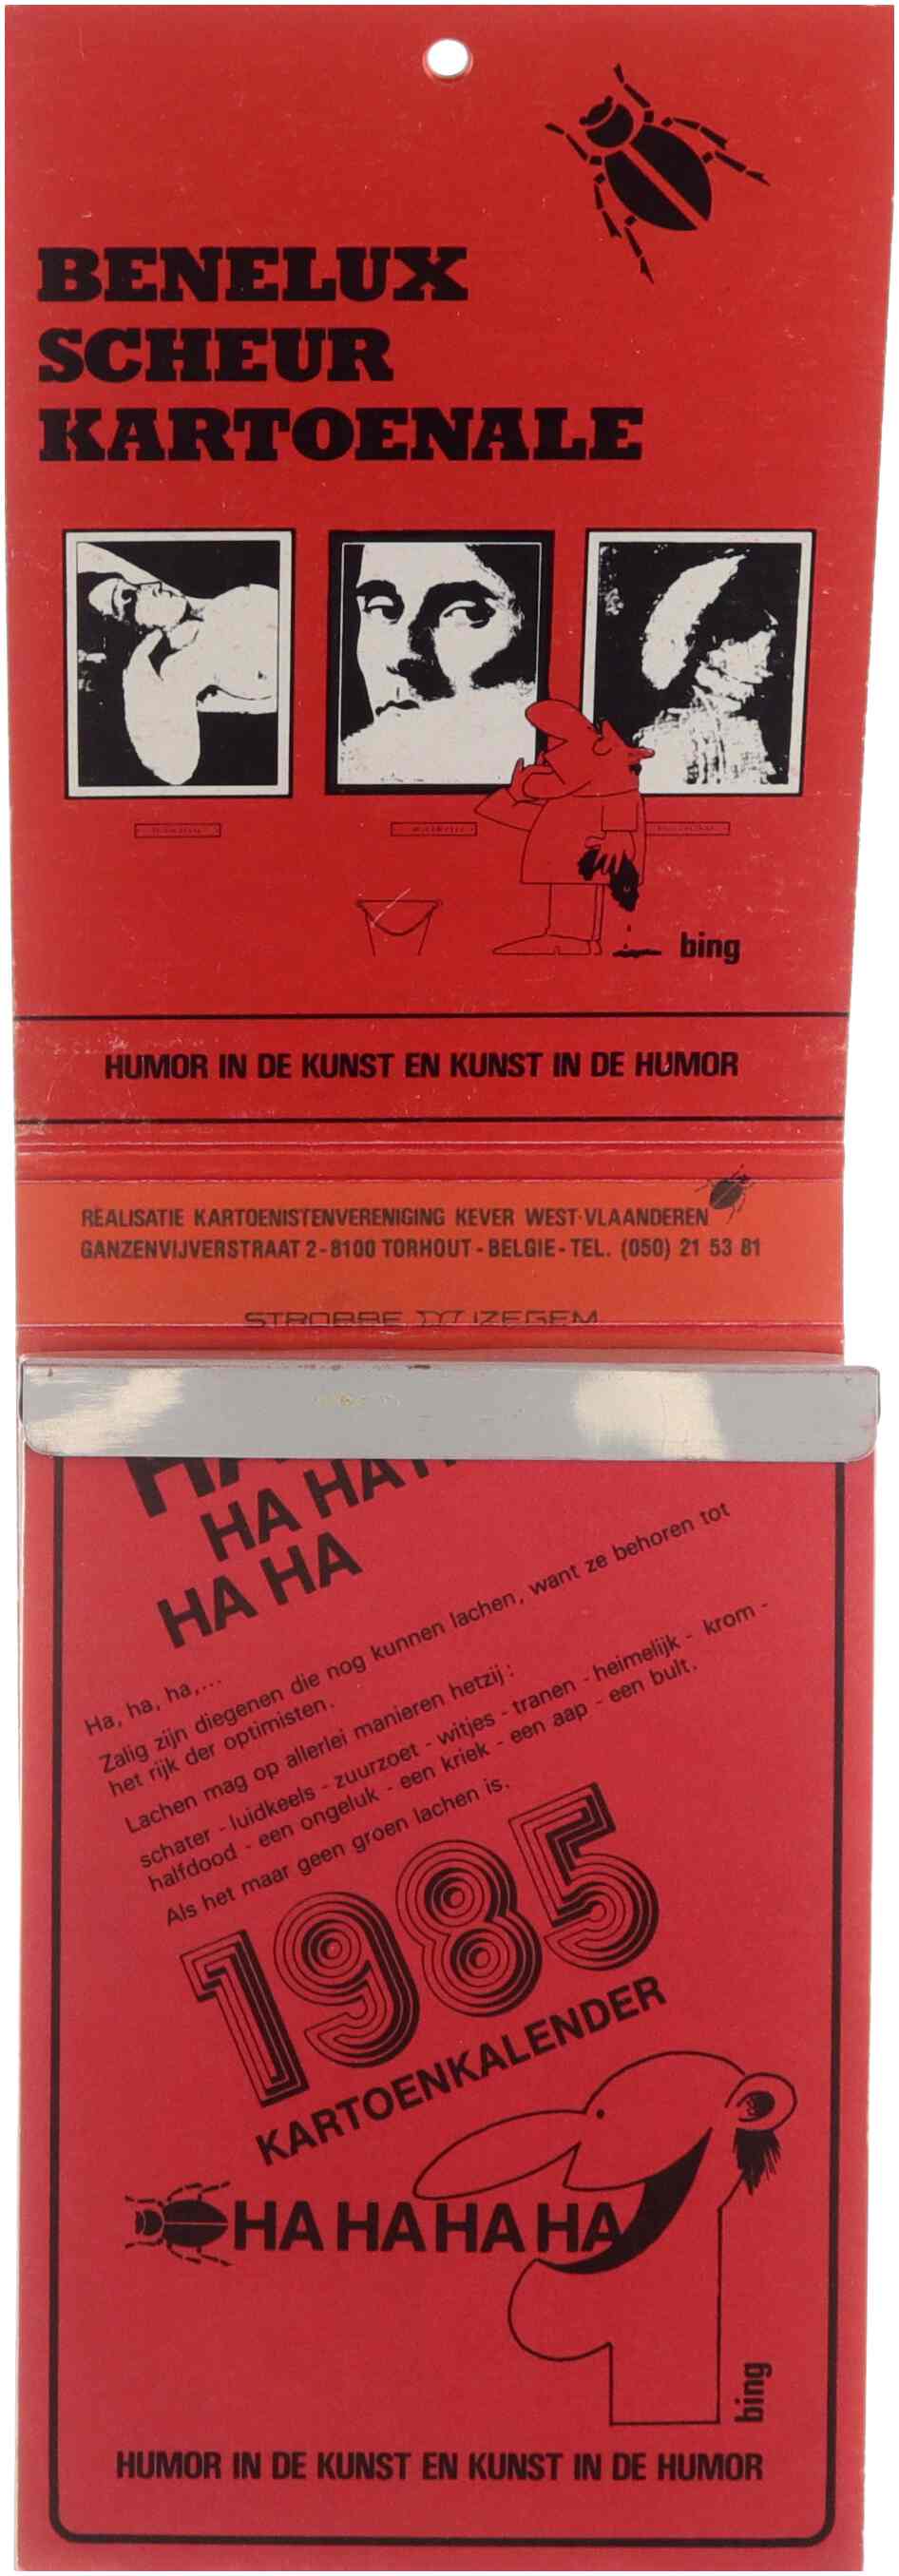 BENELUX
SCHEUR
KARTOENALE
bing
HUMOR IN DE KUNST EN KUNST IN DE HUMOR
REALISATIE KARTOENISTENVERENIGING KEVER WEST-VLAANDEREN
GANZENVIJVERSTRAAT 2 - 8100 TORHOUT - BELGIE - TEL. (050) 21 53 81
STROBBE IZEGEM
HA HA
HA HA
Ha, ha, ha,...
Zalig zijn diegenen die nog kunnen lachen, want ze behoren tot
het rijk der optimisten.
Lachen mag op allerlei manieren hetzij :
schater - luidkeels - zuurzoet - witjes - tranen - heimelijk - krom -
halfdood - een ongeluk - een kriek - een aap - een bult.
Als het maar geen groen lachen is.
1985
KARTOENKALENDER
HA HA HA HA
bing
HUMOR IN DE KUNST EN KUNST IN DE HUMOR